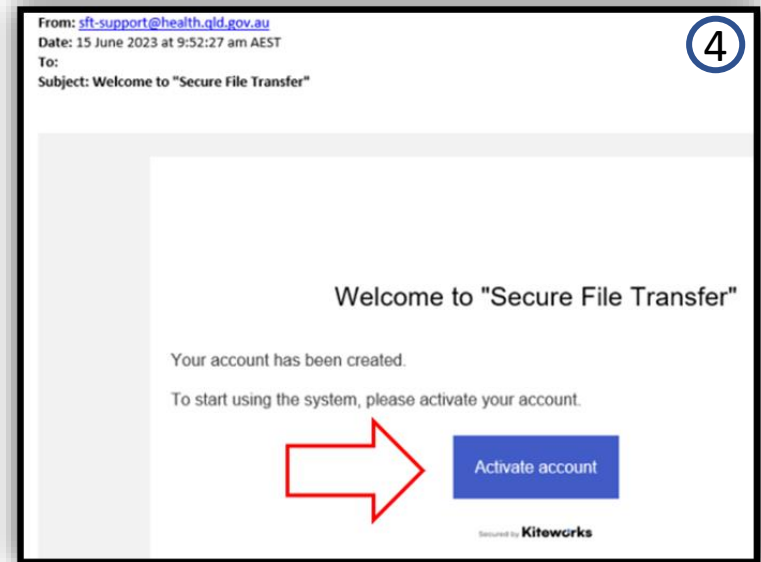 From: sft-support@health.qld.gov.au
Date: 15 June 2023 at 9:52:27 am AEST
To:
Subject: Welcome to "Secure File Transfer"
4
Welcome to "Secure File Transfer"
Your account has been created.
To start using the system, please activate your account.
Activate account
Secured by Kiteworks